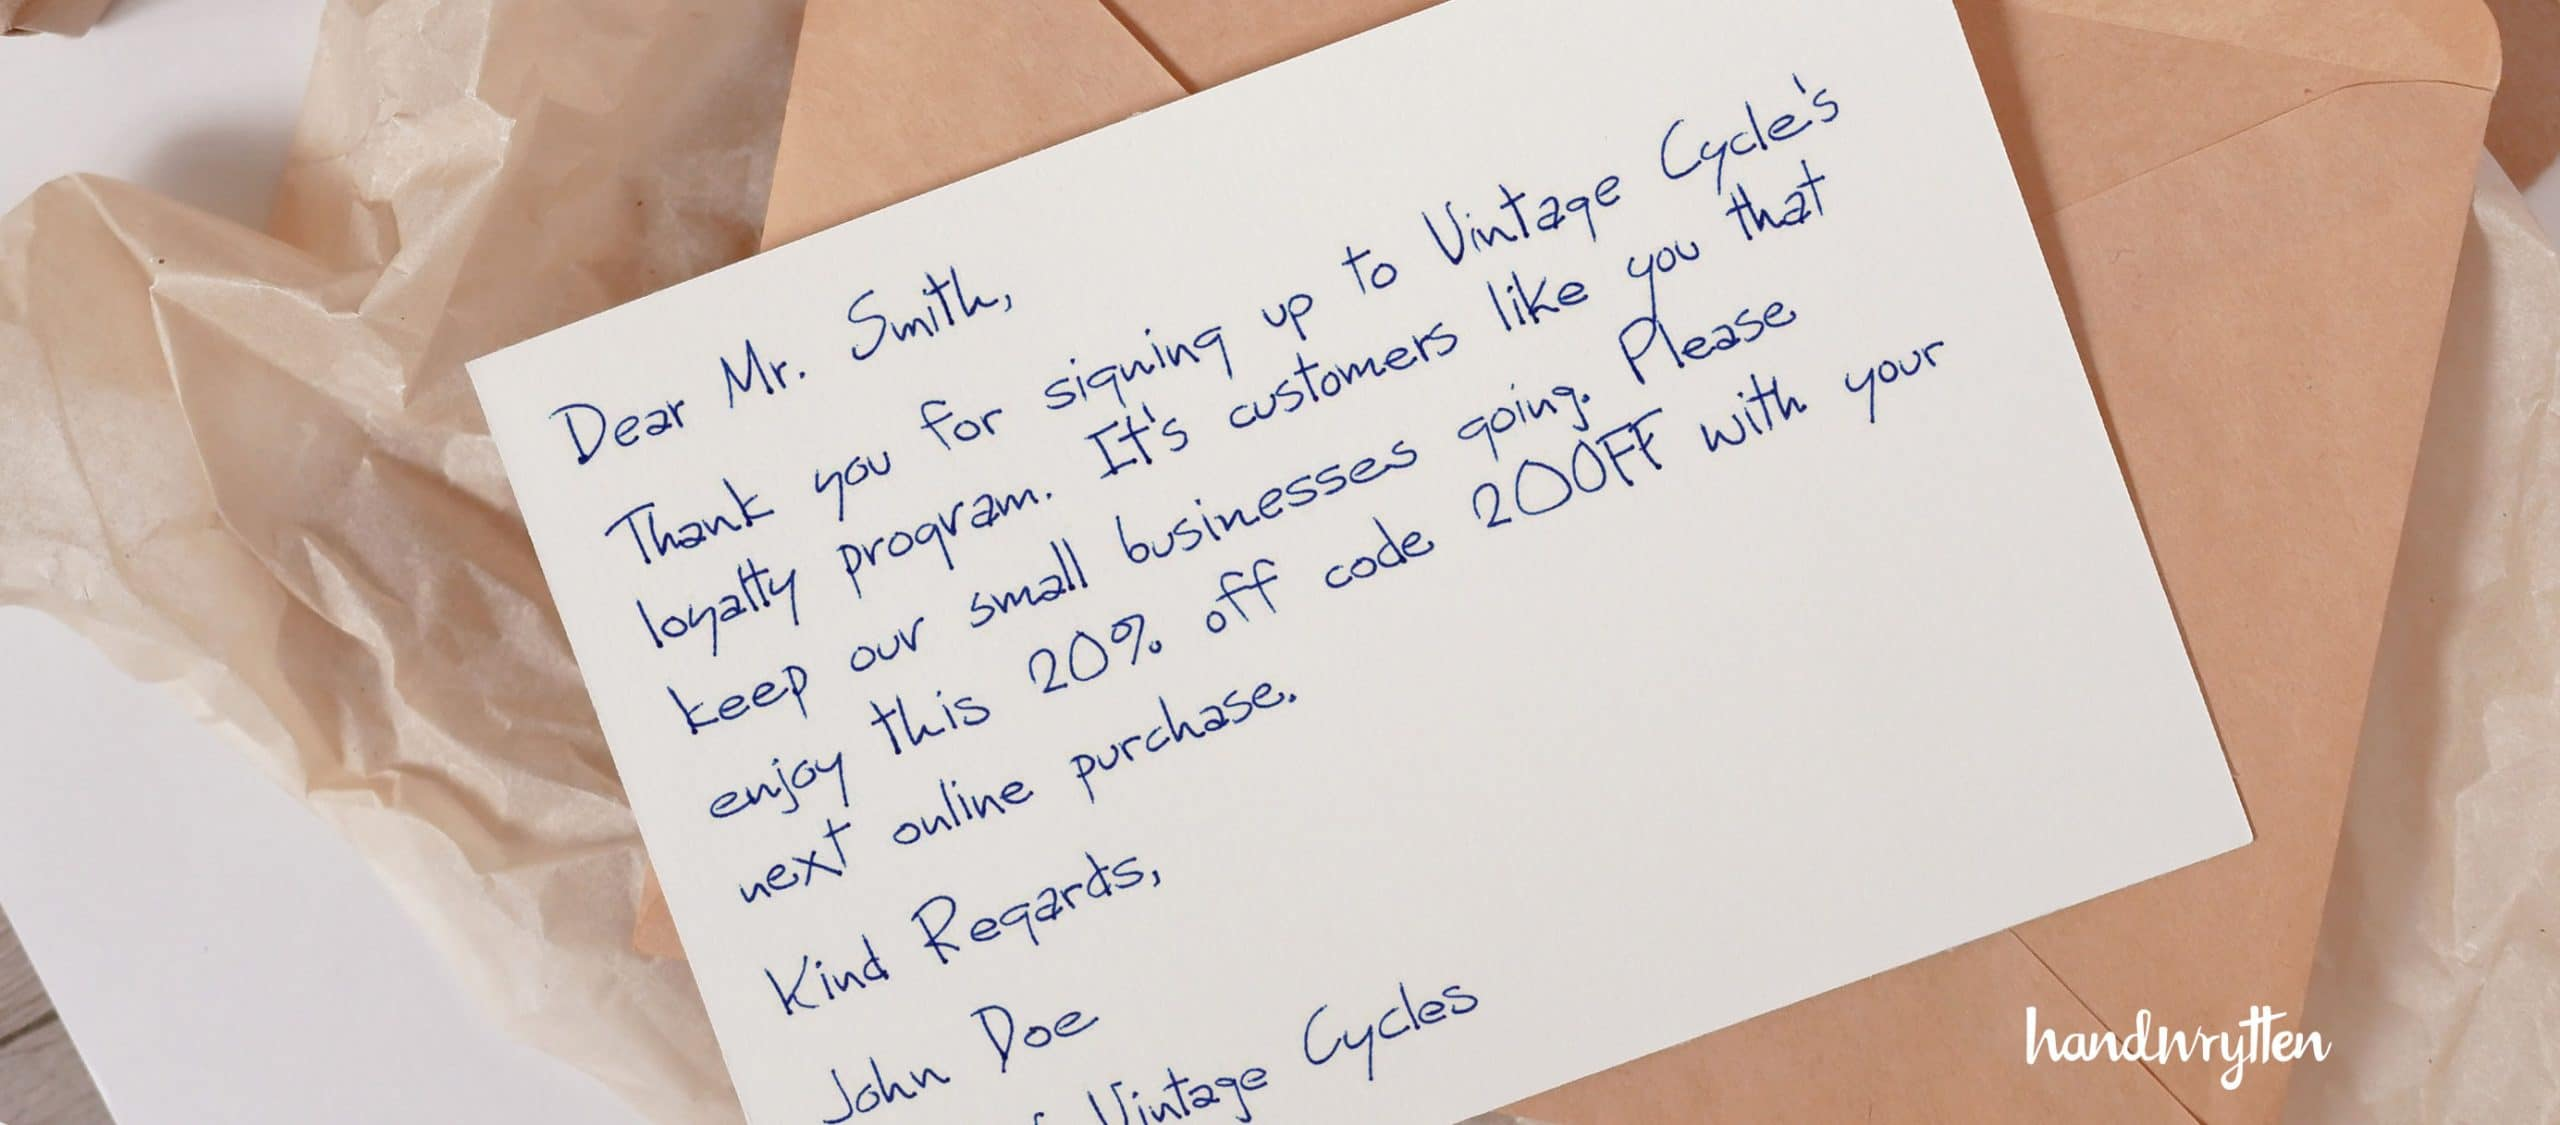 Dear Mr. Smith,
Thank you for signing up to Vintage Cycle's
loyalty program. It's customers like you that
keep our small businesses going. Please
enjoy this 20% off code 20OFF with your
next online purchase.
Kind Regards,
John Doe
Vintage Cycles
handwrytten